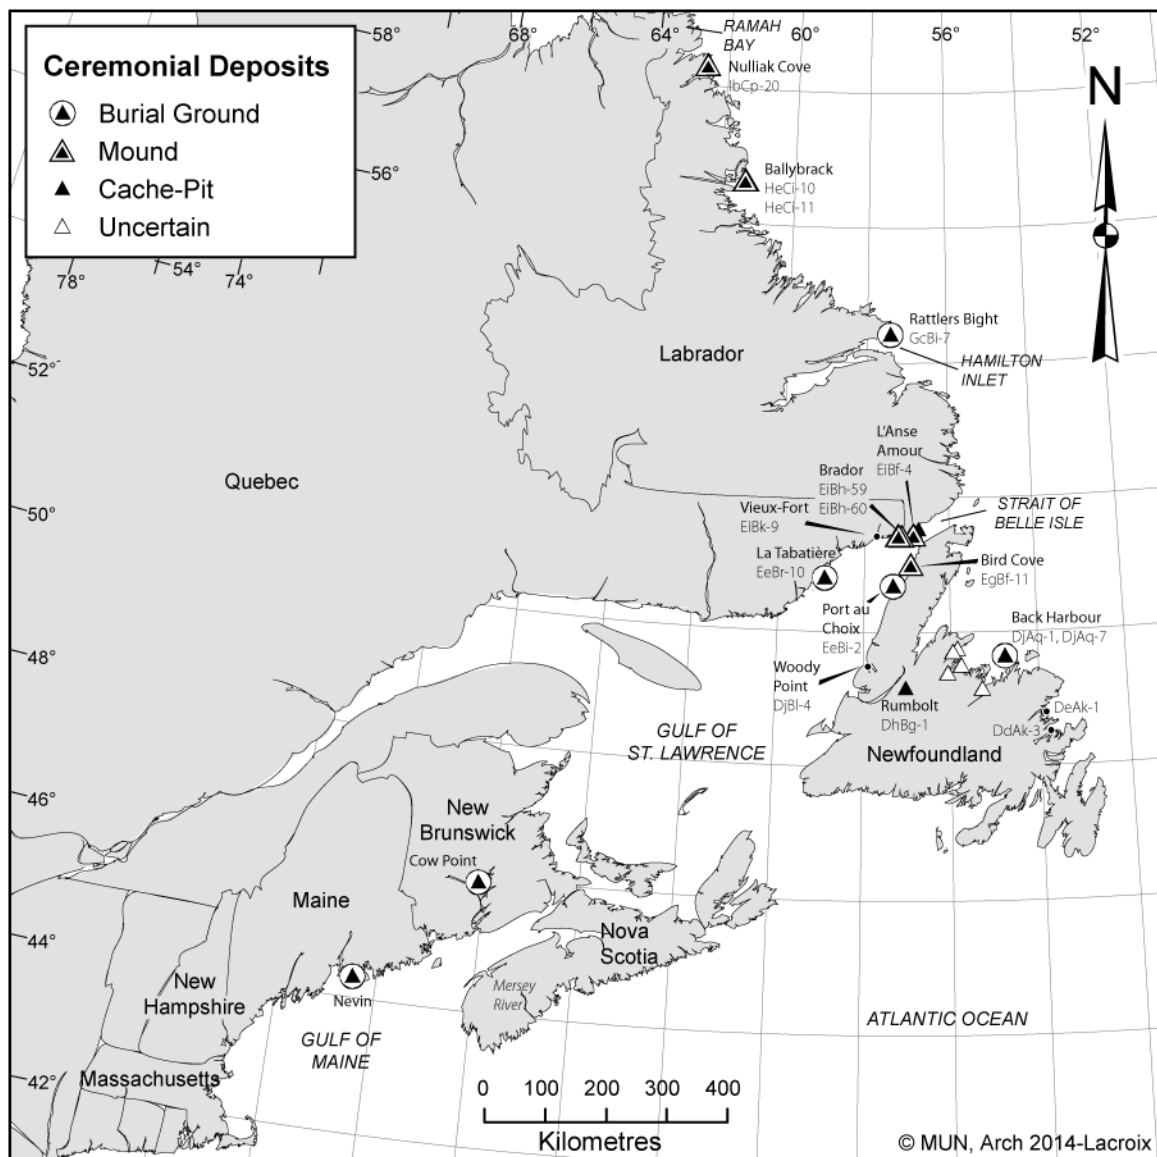 58°
68°
64°
RAMAH
BAY
60°
56°
52°
Ceremonial Deposits
Burial Ground
Mound
Cache-Pit
Uncertain
Nulliak Cove
IbCp-20
N
56°
Ballybrack
HeCi-10
HeCi-11
78°
54°
74°
Rattlers Bight
GcBi-7
Labrador
HAMILTON
INLET
52°
L'Anse
Amour
EiBf-4
Quebec
Brador
EiBh-59
EiBh-60
Vieux-Fort
EiBk-9
STRAIT OF
BELLE ISLE
50°
La Tabatière
EeBr-10
Bird Cove
EgBf-11
Port au
Choix
EeBi-2
Back Harbour
DjAq-1, DjAq-7
48°
Woody
Point
DjBl-4
Rumbolt
DhBg-1
DeAk-1
DdAk-3
GULF OF
ST. LAWRENCE
Newfoundland
46°
New
Brunswick
Cow Point
Maine
44°
Nova
Scotia
New
Hampshire
Nevin
Mersey
River
GULF OF
MAINE
ATLANTIC OCEAN
42°
Massachusetts
0 100 200 300 400
Kilometres
© MUN, Arch 2014-Lacroix